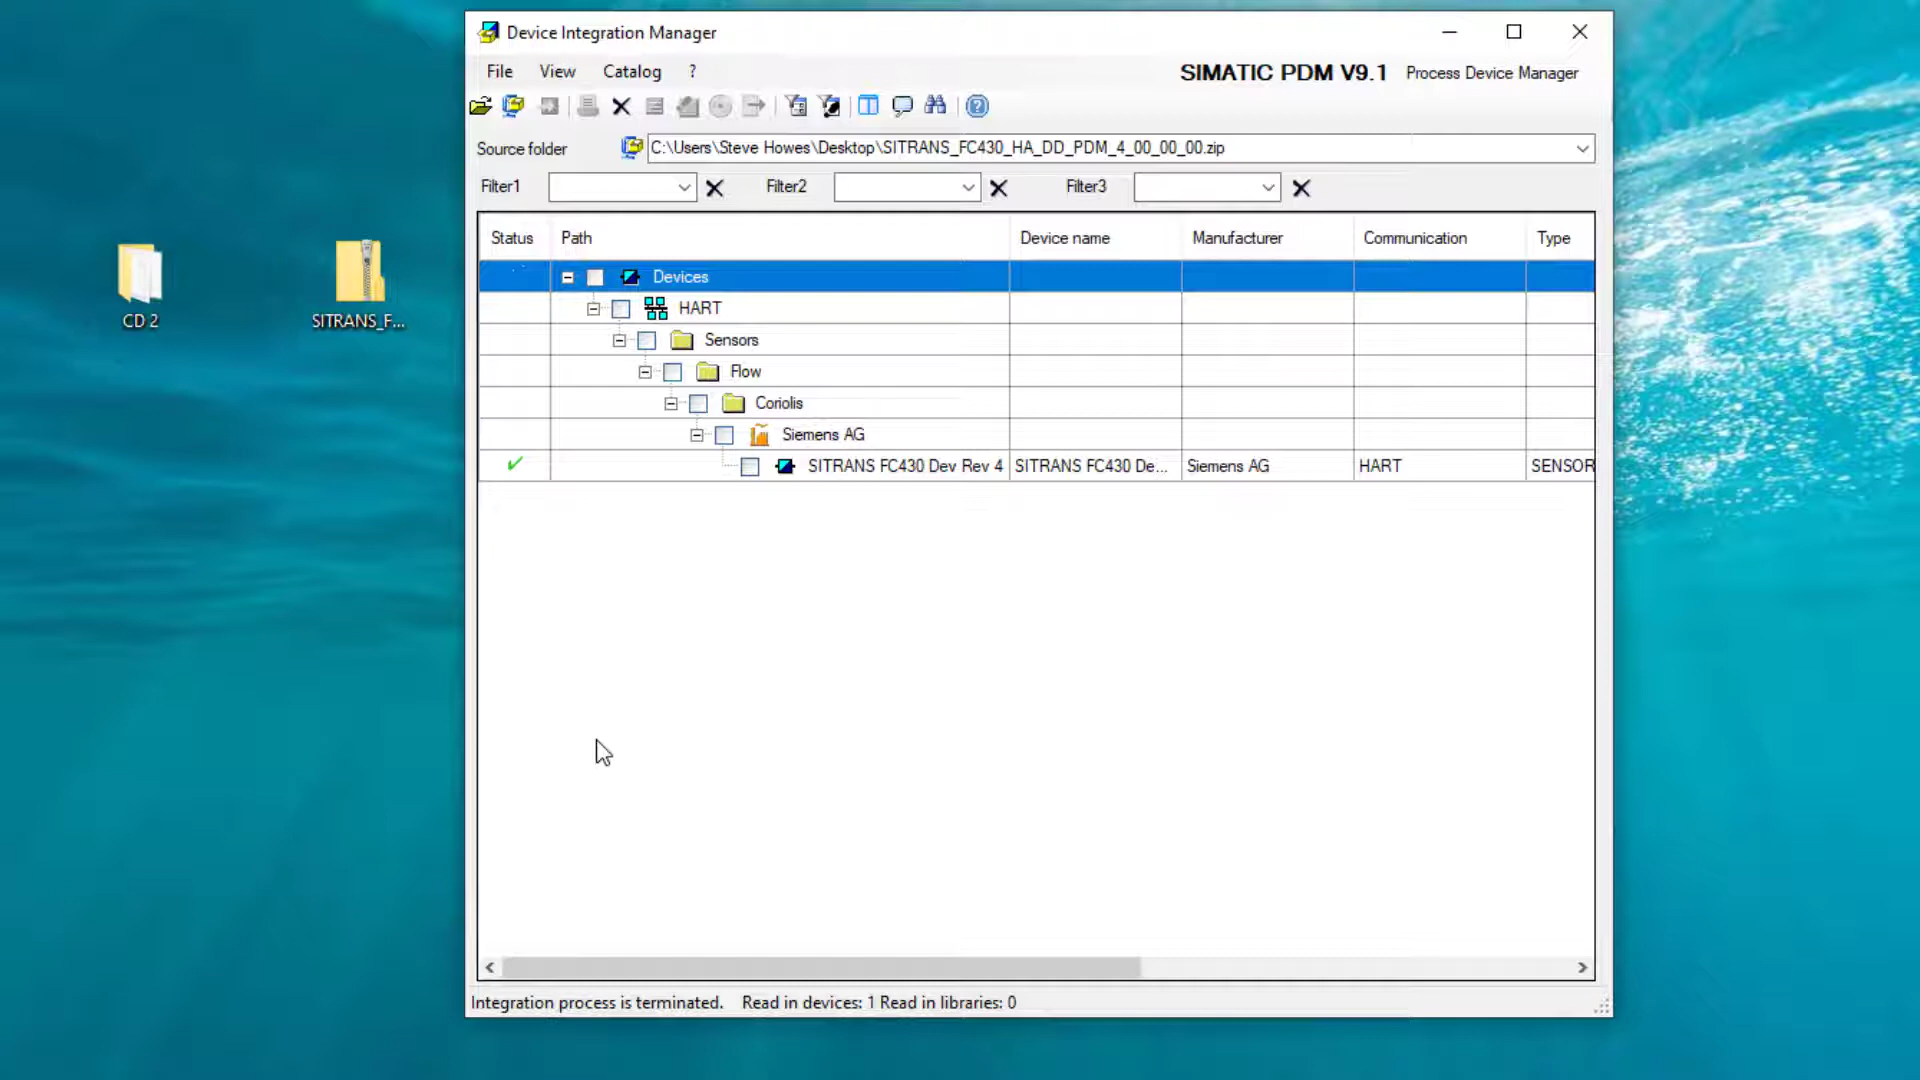 Device Integration Manager
File View Catalog ?
SIMATIC PDM V9.1 Process Device Manager
Source folder C:\Users\Steve Howes\Desktop\SITRANS_FC430_HA_DD_PDM_4_00_00_00.zip
Filter1 Filter2 Filter3
Status Path Device name Manufacturer Communication Type
Devices
HART
Sensors
Flow
Coriolis
Siemens AG
SITRANS FC430 Dev Rev 4 SITRANS FC430 De... Siemens AG HART SENSOR
Integration process is terminated. Read in devices: 1 Read in libraries: 0
CD 2
SITRANS_F...